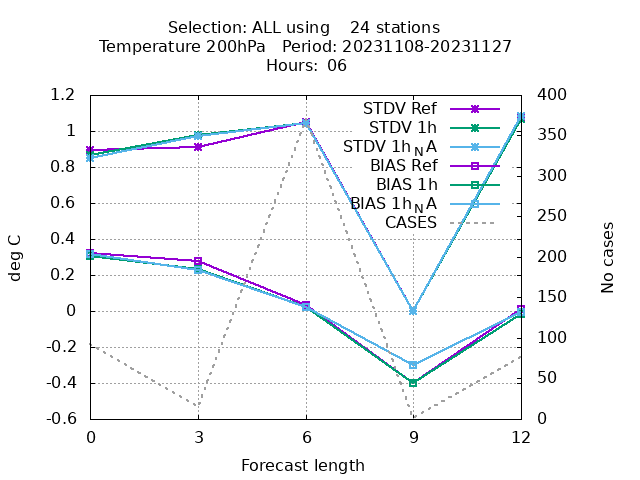 Selection: ALL using    24 stations
Temperature 200hPa   Period: 20231108-20231127
Hours:  06
1.2
1
0.8
0.6
0.4
0.2
0
-0.2
-0.4
-0.6
deg C
STDV Ref
STDV 1h
STDV 1h_NA
BIAS Ref
BIAS 1h
BIAS 1h_NA
CASES
400
350
300
250
200
150
100
50
0
No cases
0 3 6 9 12
Forecast length